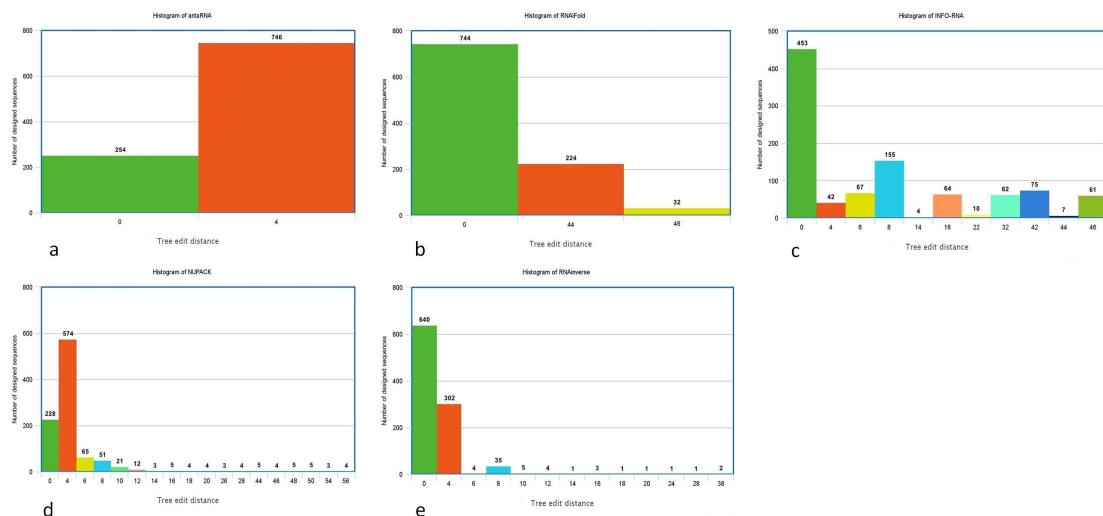 Histogram of antaRNA
Number of designed sequences
800
600
400
200
0
254
746
0 4
Tree edit distance
a
Histogram of RNAiFold
Number of designed sequences
800
600
400
200
0
744
224
32
0 44 46
Tree edit distance
b
Histogram of INFO-RNA
Number of designed sequences
500
400
300
200
100
0
453 42 67 155 4 64 10 62 75 7 61
0 4 6 8 14 16 22 32 42 44 46
Tree edit distance
c
Histogram of NUPACK
Number of designed sequences
800
600
400
200
0
228 574 65 51 21 12 3 5 4 4 3 4 5 4 5 5 3 4
0 4 6 8 10 12 14 16 18 20 26 28 44 46 48 50 54 56
Tree edit distance
d
Histogram of RNAinverse
Number of designed sequences
800
600
400
200
0
640 302 4 35 5 4 1 3 1 1 1 1 2
0 4 6 8 10 12 14 16 18 20 24 28 38
Tree edit distance
e